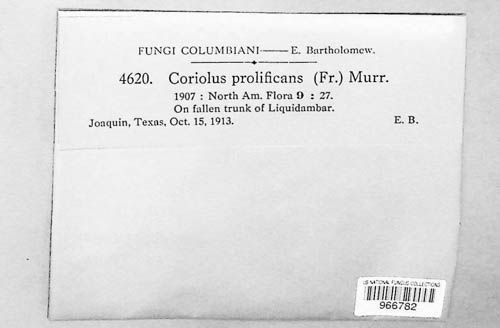 FUNGI COLUMBIANI—E. Bartholomew.
4620. Coriolus prolificans (Fr.) Murr.
1907 : North Am. Flora 9 : 27.
On fallen trunk of Liquidambar.
Joaquin, Texas, Oct. 15, 1913. E. B.
US NATIONAL FUNGUS COLLECTIONS
966782